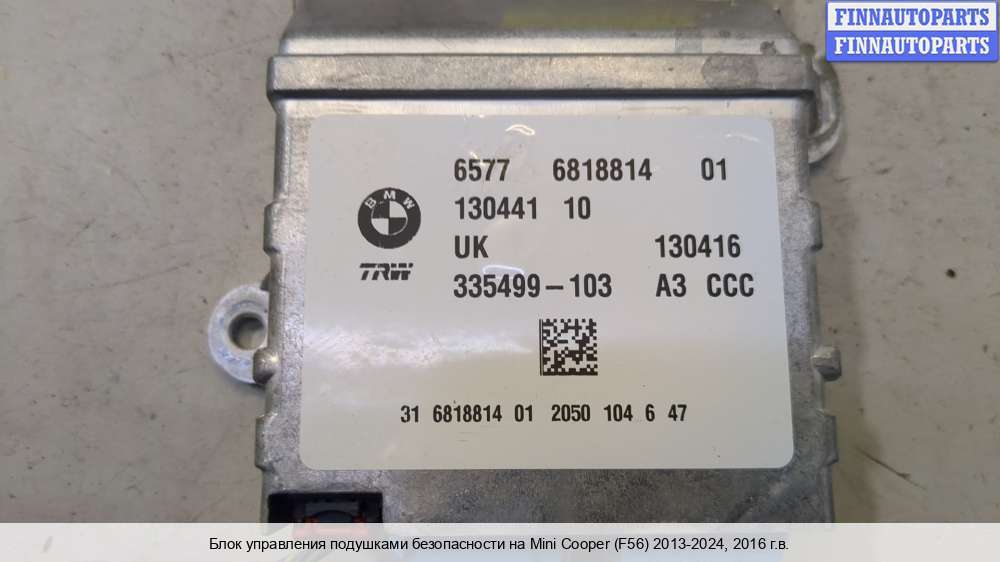 FINNAUTOPARTS
FINNAUTOPARTS
6577 6818814 01
BMW
130441 10
UK 130416
TRW
335499-103 A3 CCC
31 6818814 01 2050 104 6 47
Блок управления подушками безопасности на Mini Cooper (F56) 2013-2024, 2016 г.в.